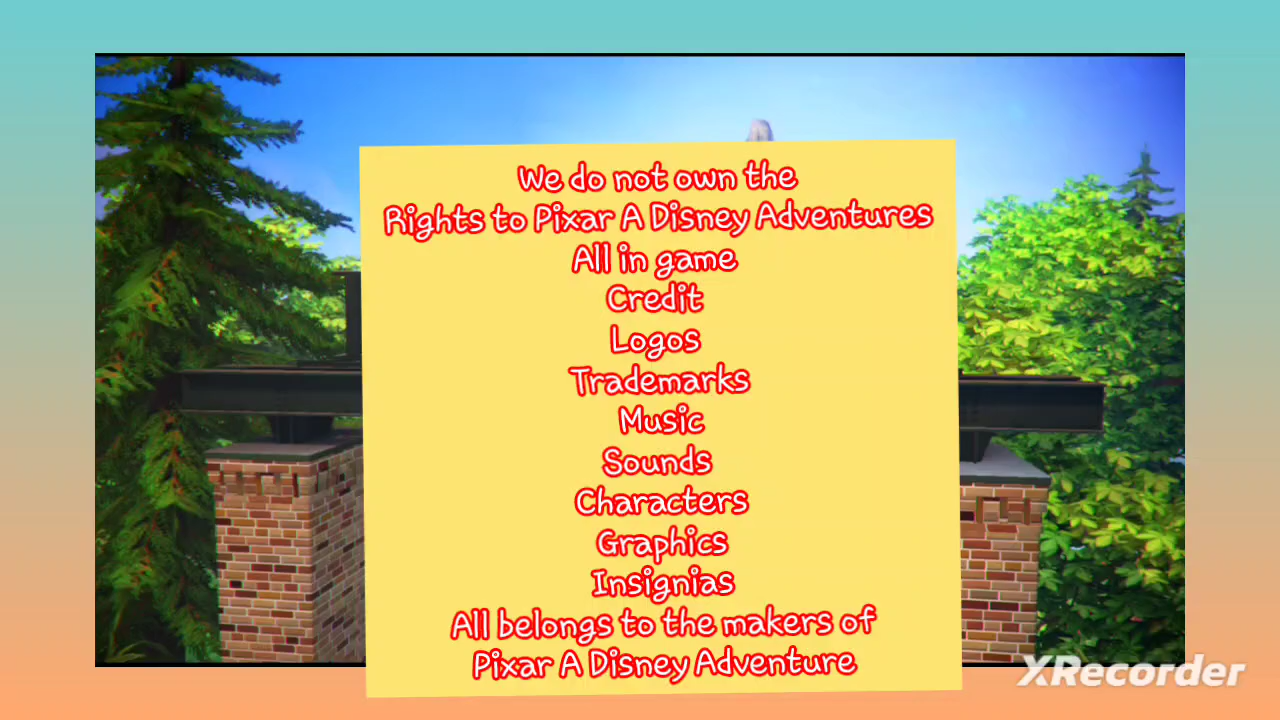 We do not own the
Rights to Pixar A Disney Adventures
All in game
Credit
Logos
Trademarks
Music
Sounds
Characters
Graphics
Insignias
All belongs to the makers of
Pixar A Disney Adventure
XRecorder